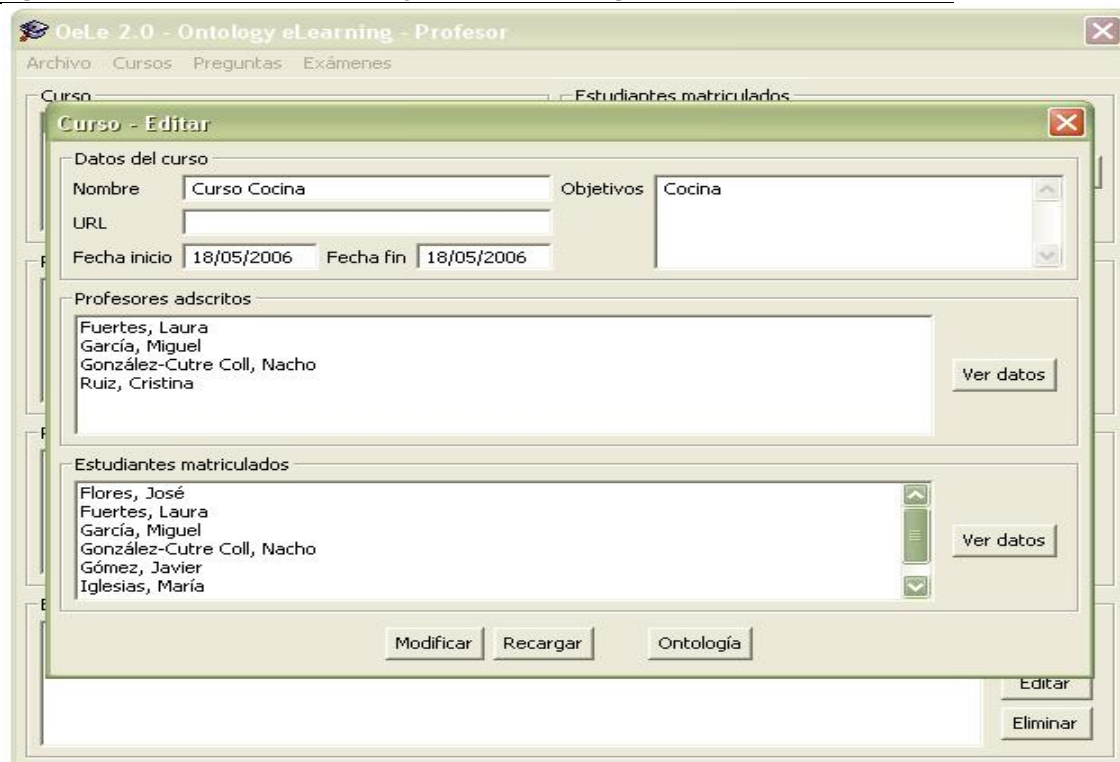 OeLe 2.0 - Ontology eLearning - Profesor
Archivo Cursos Preguntas Exámenes
Curso Estudiantes matriculados
Curso - Editar
Datos del curso
Nombre Curso Cocina Objetivos Cocina
URL
Fecha inicio 18/05/2006 Fecha fin 18/05/2006
Profesores adscritos
Fuertes, Laura
García, Miguel
González-Cutre Coll, Nacho
Ruiz, Cristina
Ver datos
Estudiantes matriculados
Flores, José
Fuertes, Laura
García, Miguel
González-Cutre Coll, Nacho
Gómez, Javier
Iglesias, María
Ver datos
Modificar Recargar Ontología
Editar
Eliminar